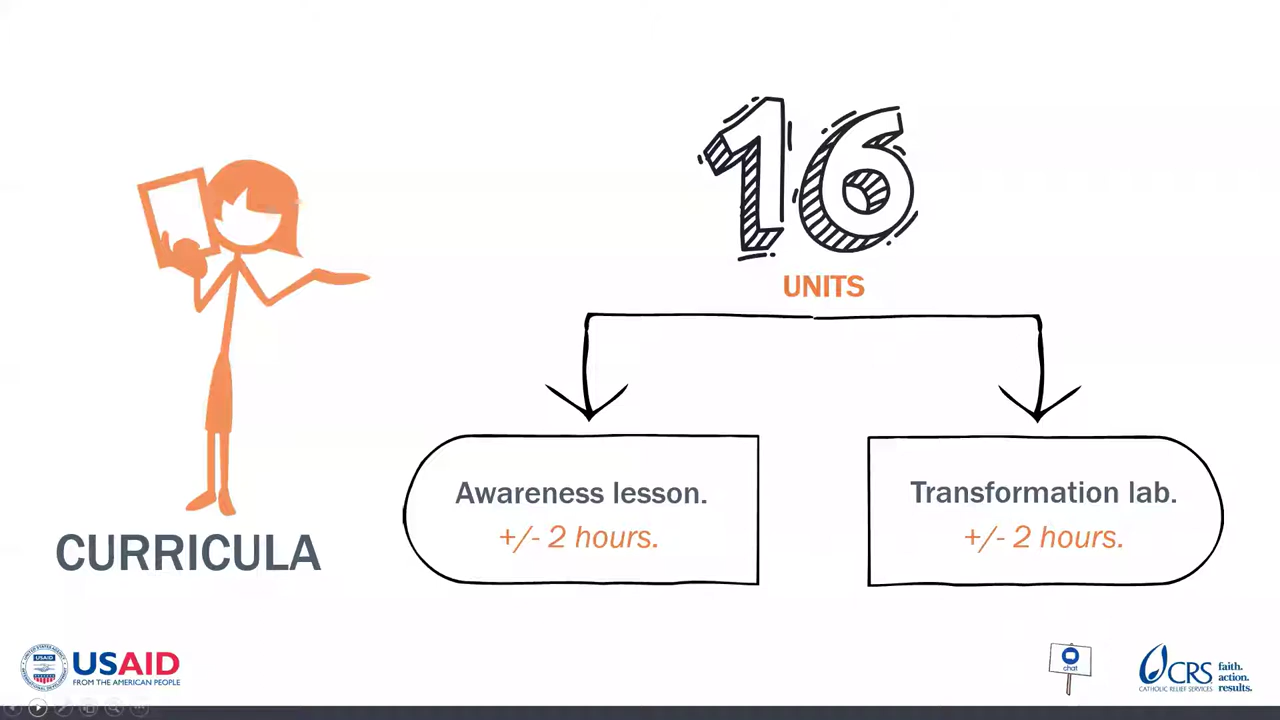 16
UNITS
Awareness lesson.
+/- 2 hours.
Transformation lab.
+/- 2 hours.
CURRICULA
USAID
FROM THE AMERICAN PEOPLE
chat
CRS
CATHOLIC RELIEF SERVICES
faith.
action.
results.